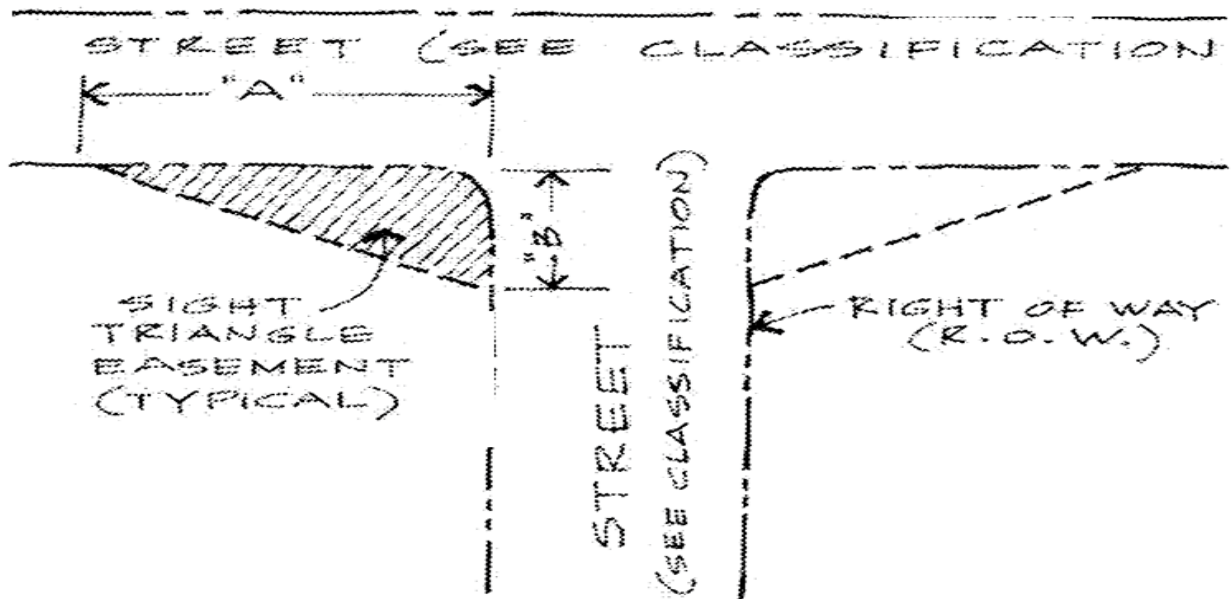 STREET (SEE CLASSIFICATION
"A"
"B"
SIGHT
TRIANGLE
EASEMENT
(TYPICAL)
STREET
(SEE CLASSIFICATION)
RIGHT OF WAY
(R.O.W.)